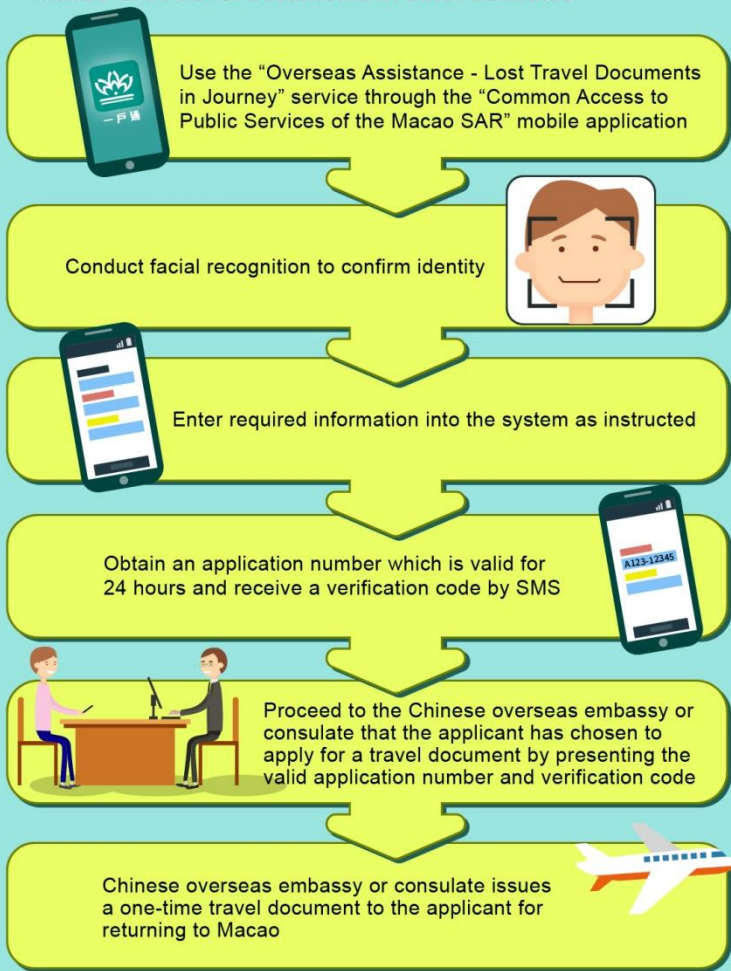 一戶通
Use the “Overseas Assistance - Lost Travel Documents
in Journey” service through the “Common Access to
Public Services of the Macao SAR” mobile application
Conduct facial recognition to confirm identity
Enter required information into the system as instructed
Obtain an application number which is valid for
24 hours and receive a verification code by SMS
A123-12345
Proceed to the Chinese overseas embassy or
consulate that the applicant has chosen to
apply for a travel document by presenting the
valid application number and verification code
Chinese overseas embassy or consulate issues
a one-time travel document to the applicant for
returning to Macao